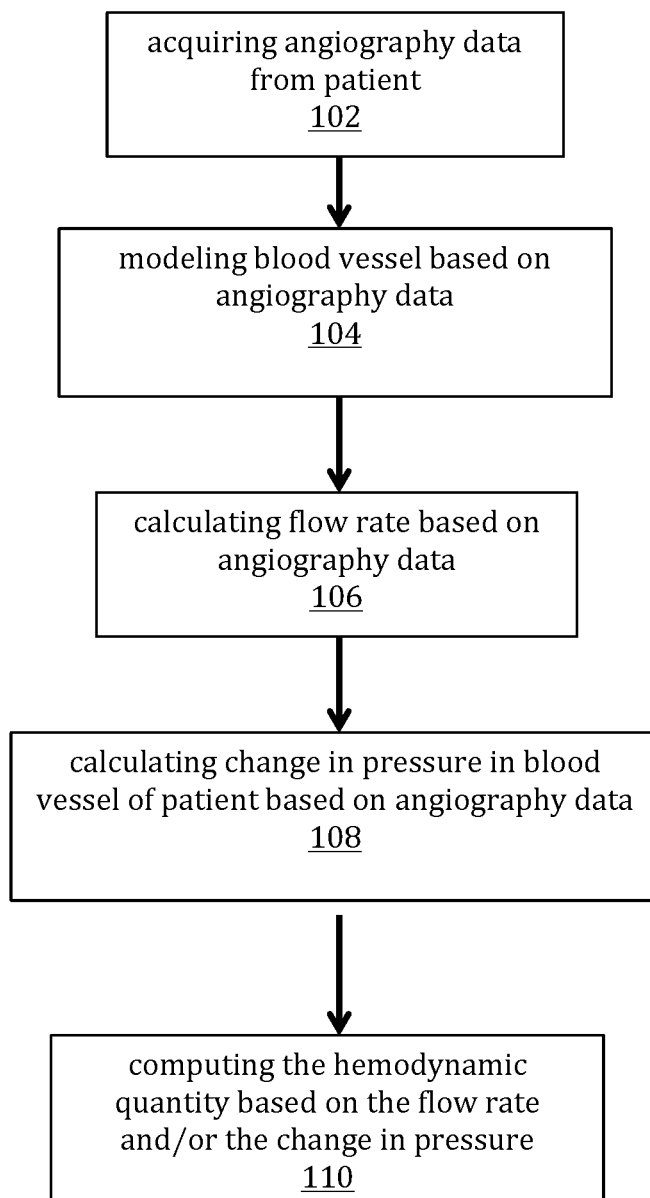 acquiring angiography data
from patient
102
modeling blood vessel based on
angiography data
104
calculating flow rate based on
angiography data
106
calculating change in pressure in blood
vessel of patient based on angiography data
108
computing the hemodynamic
quantity based on the flow rate
and/or the change in pressure
110